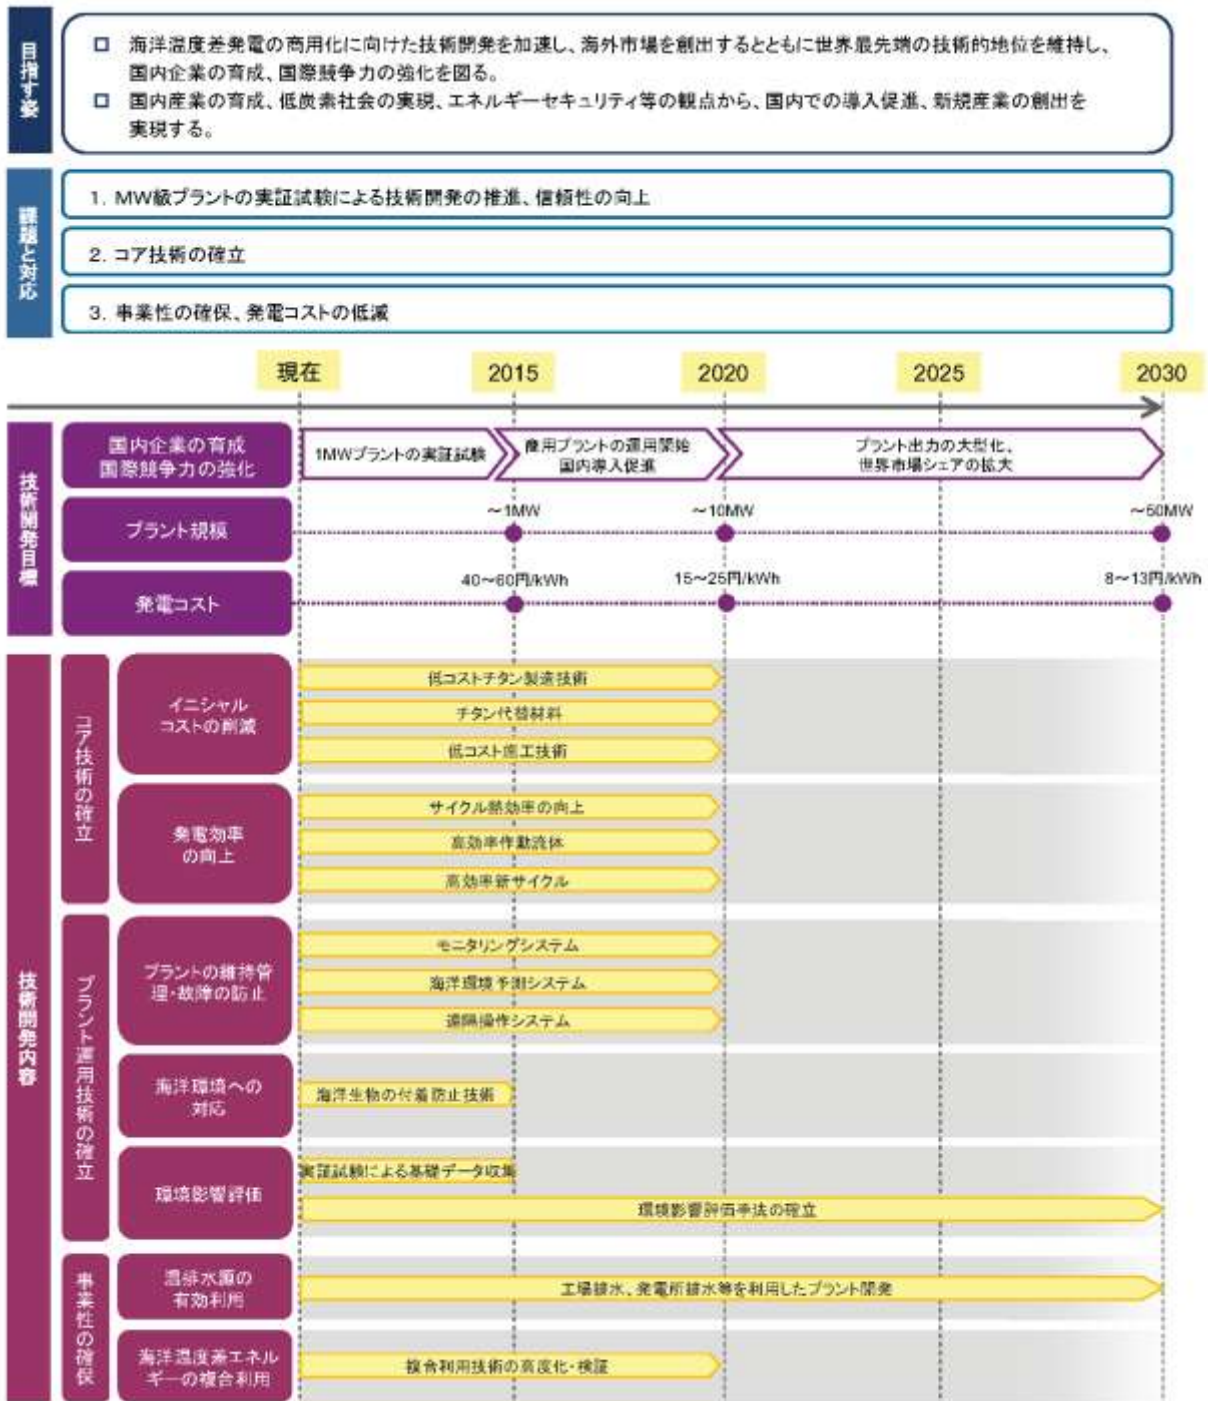 目指す姿
□ 海洋温度差発電の商用化に向けた技術開発を加速し、海外市場を創出するとともに世界最先端の技術的地位を維持し、
国内企業の育成、国際競争力の強化を図る。
□ 国内産業の育成、低炭素社会の実現、エネルギーセキュリティ等の観点から、国内での導入促進、新規産業の創出を
実現する。
課題と対応
1. MW級プラントの実証試験による技術開発の推進、信頼性の向上
2. コア技術の確立
3. 事業性の確保、発電コストの低減
現在
2015
2020
2025
2030
技術開発目標
国内企業の育成
国際競争力の強化
1MWプラントの実証試験
商用プラントの運用開始
国内導入促進
プラント出力の大型化、
世界市場シェアの拡大
プラント規模
～1MW
～10MW
～50MW
発電コスト
40～60円/kWh
15～25円/kWh
8～13円/kWh
技術開発内容
コア技術の確立
イニシャル
コストの削減
低コストチタン製造技術
チタン代替材料
低コスト施工技術
発電効率
の向上
サイクル熱効率の向上
高効率作動流体
高効率新サイクル
プラント運用技術の確立
プラントの維持管
理・故障の防止
モニタリングシステム
海洋環境予測システム
遠隔操作システム
海洋環境への
対応
海洋生物の付着防止技術
環境影響評価
実証試験による基礎データ収集
環境影響評価手法の確立
事業性の確保
温排水源の
有効利用
工場排水、発電所排水等を利用したプラント開発
海洋温度差エネル
ギーの複合利用
複合利用技術の高度化・検証